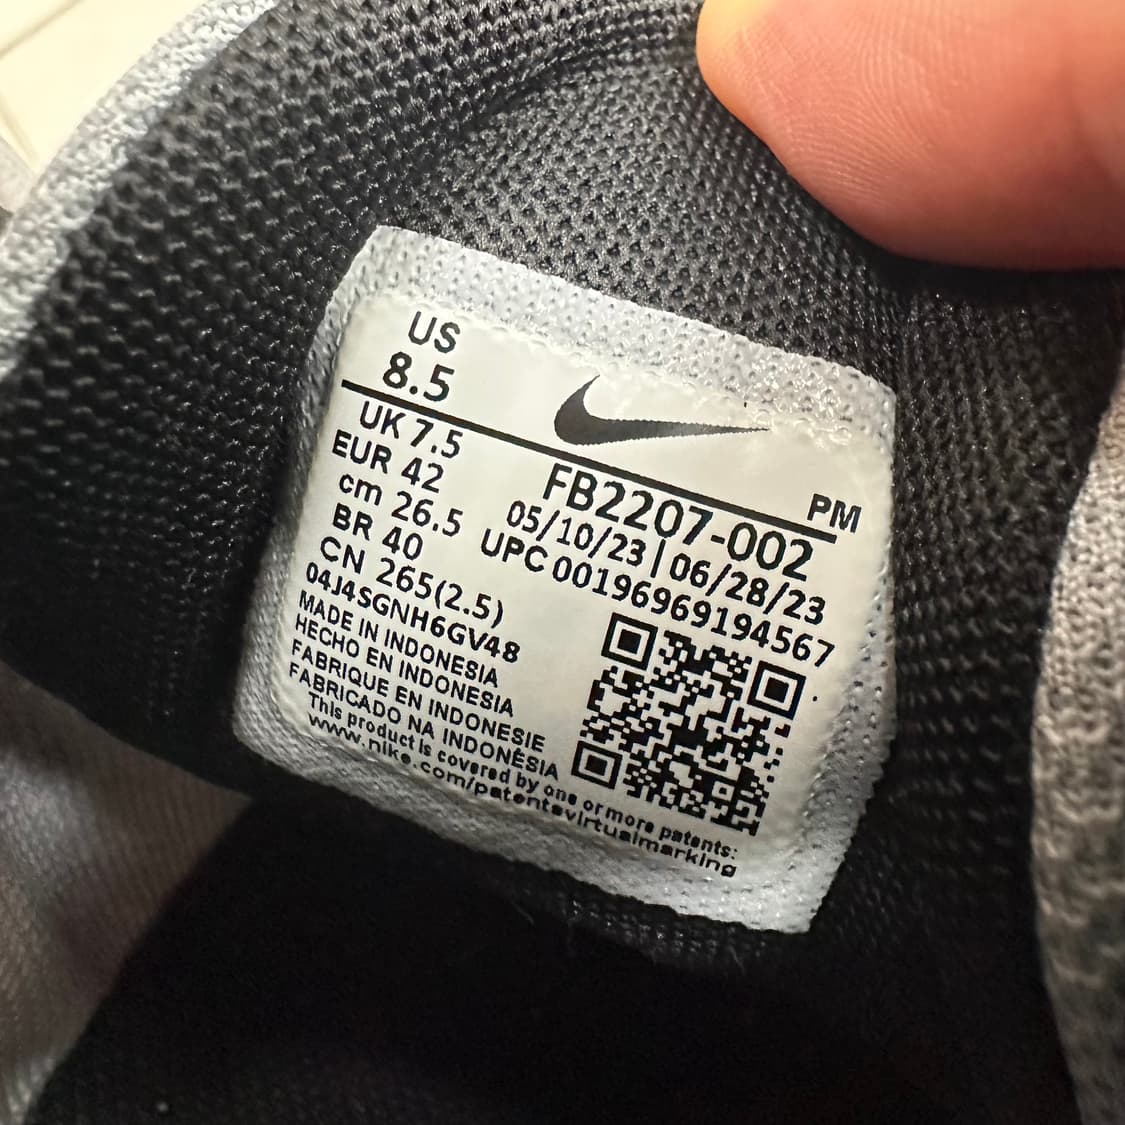 US
8.5
PM
UK 7.5
EUR 42
cm 26.5
BR 40
CN 265(2.5)
FB2207-002
05/10/23 | 06/28/23
UPC 00196969194567
04J4SGNH6GV48
MADE IN INDONESIA
HECHO EN INDONESIA
FABRIQUE EN INDONESIE
FABRICADO NA INDONÉSIA
This product is covered by one or more patents:
www.nike.com/patentsvirtualmarking